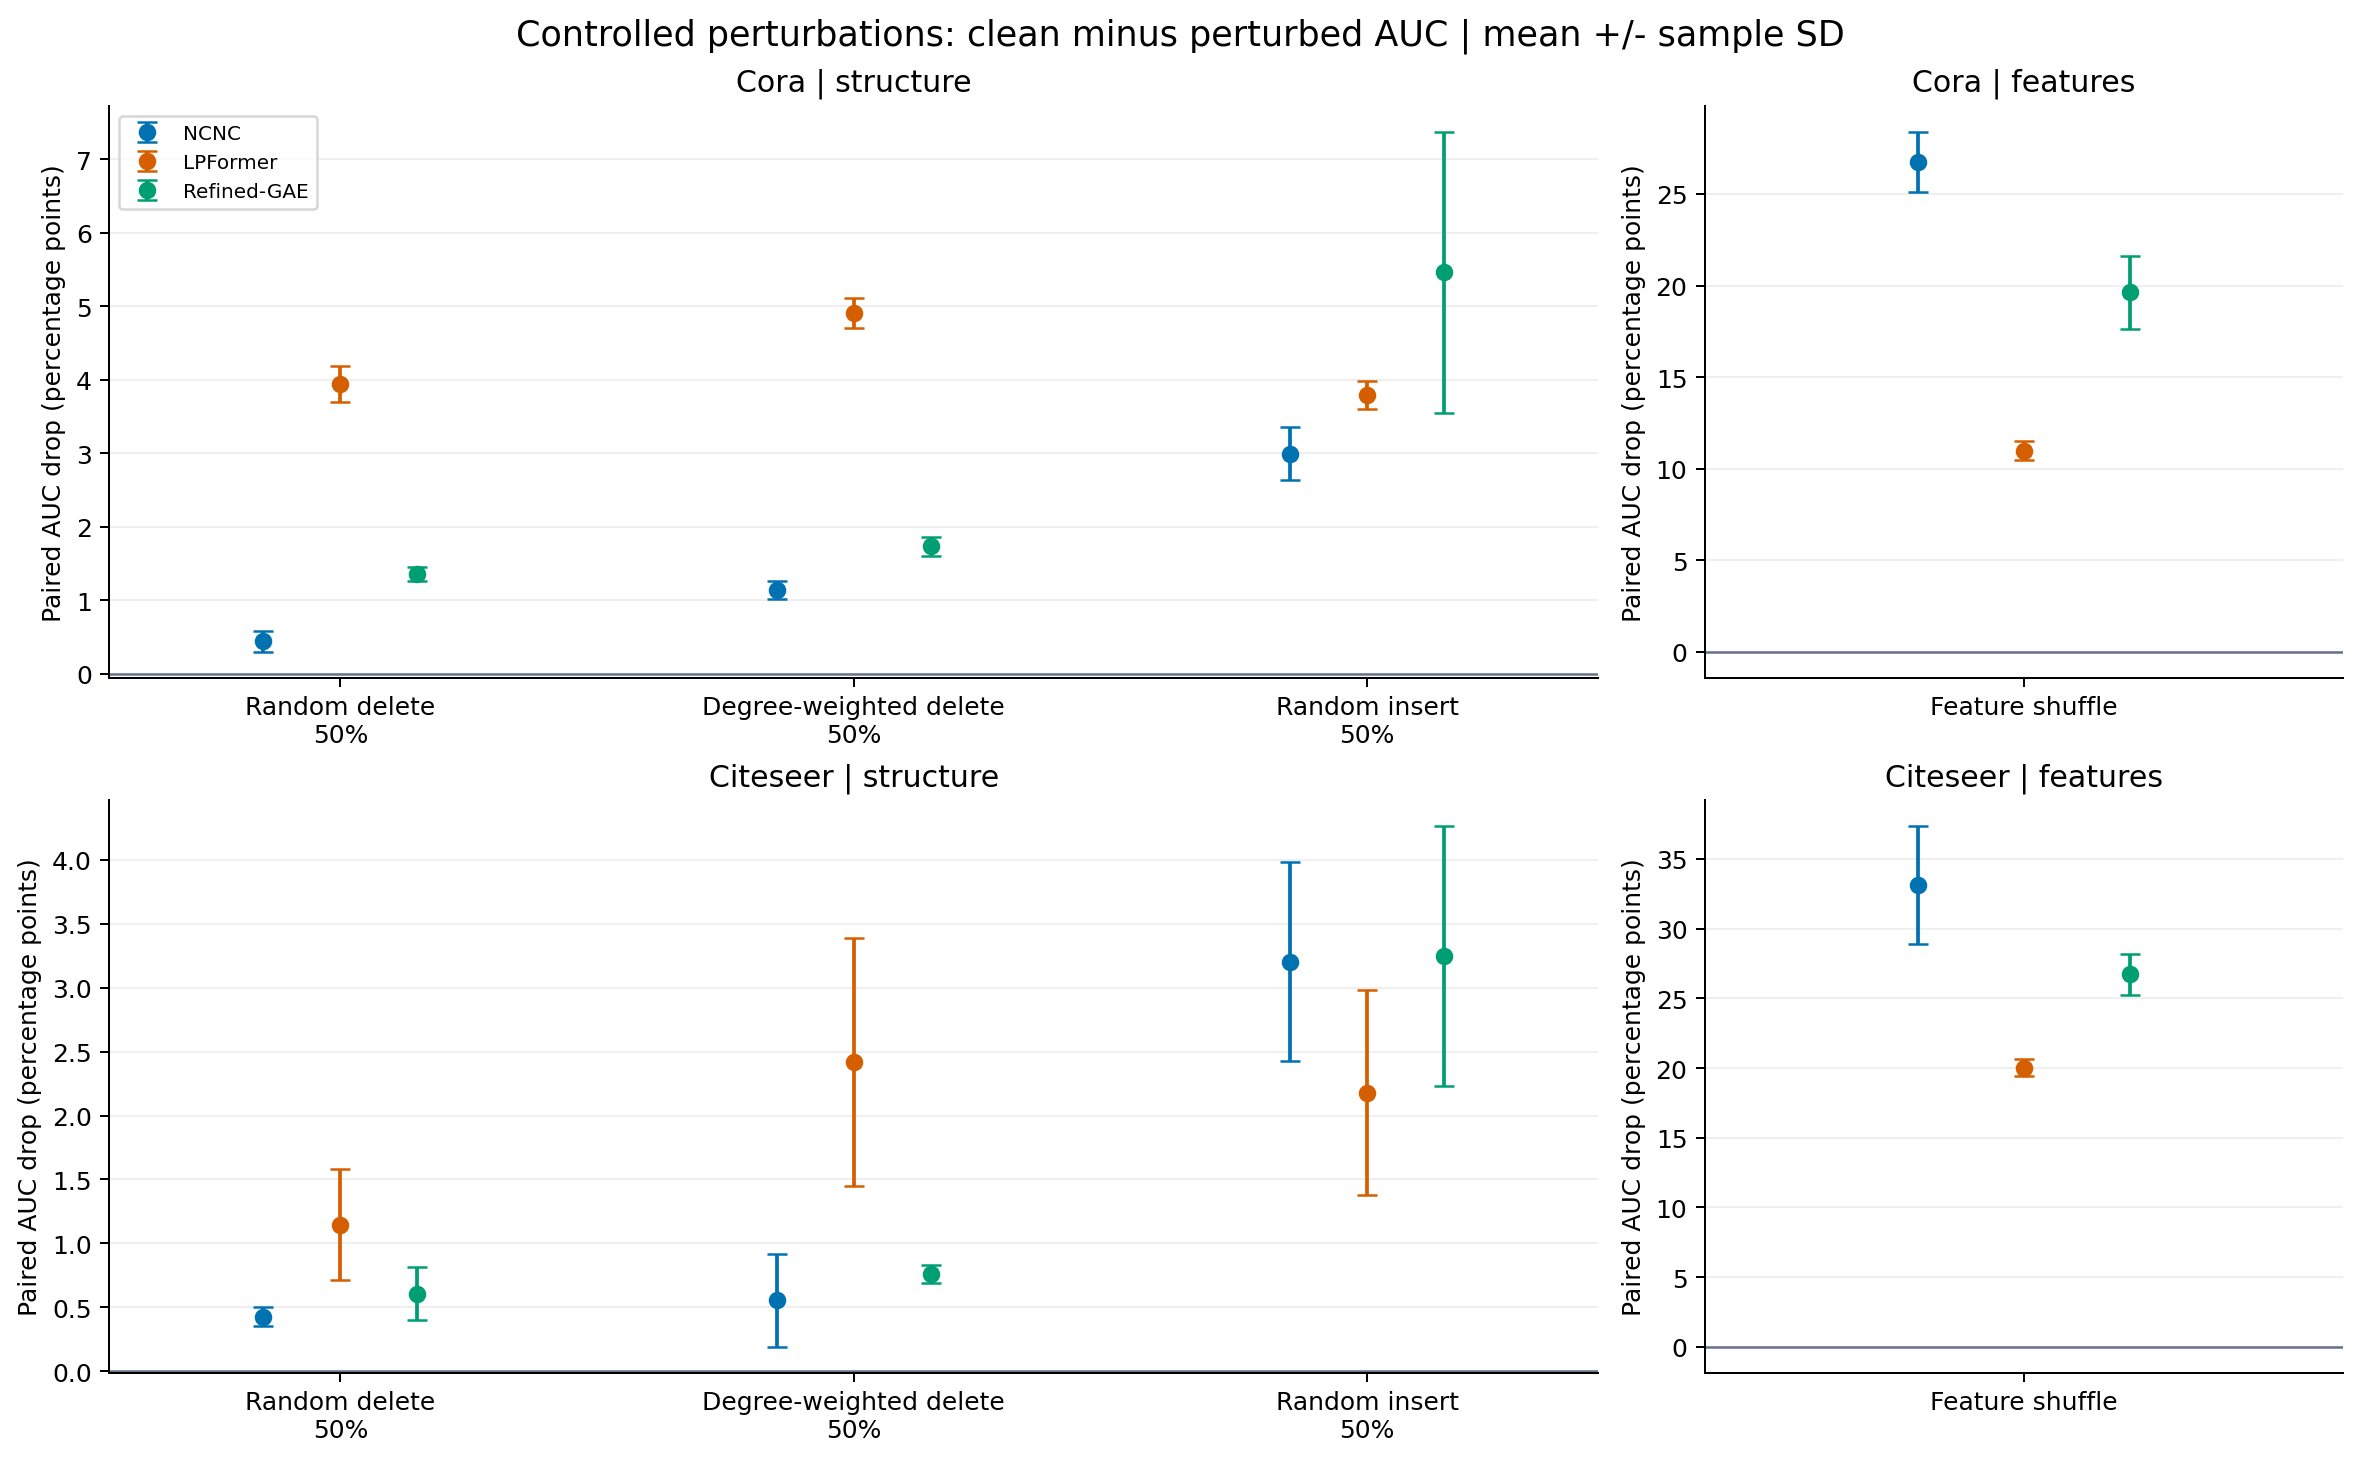 Controlled perturbations: clean minus perturbed AUC | mean +/- sample SD
Cora | structure
Paired AUC drop (percentage points)
7
6
5
4
3
2
1
0
NCNC
LPFormer
Refined-GAE
Random delete
50%
Degree-weighted delete
50%
Random insert
50%
Cora | features
Paired AUC drop (percentage points)
25
20
15
10
5
0
Feature shuffle
Citeseer | structure
Paired AUC drop (percentage points)
4.0
3.5
3.0
2.5
2.0
1.5
1.0
0.5
0.0
Random delete
50%
Degree-weighted delete
50%
Random insert
50%
Citeseer | features
Paired AUC drop (percentage points)
35
30
25
20
15
10
5
0
Feature shuffle